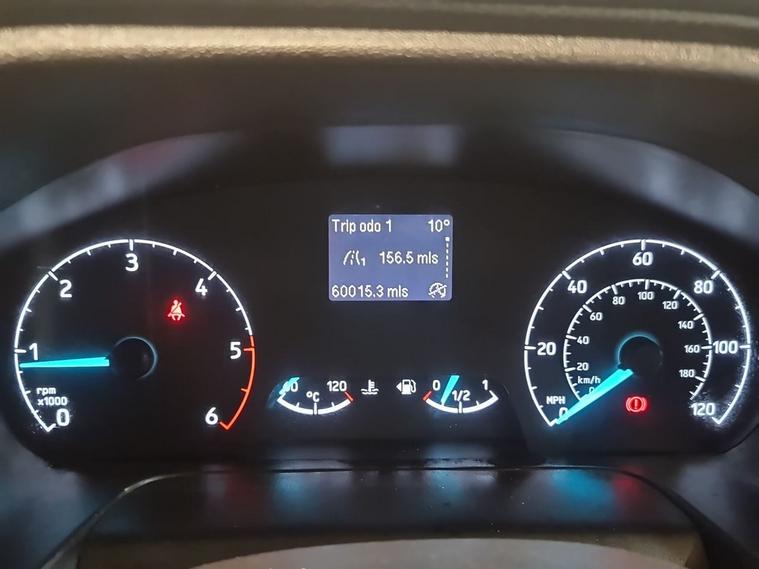 Trip odo 1 10°
1 156.5 mls
60015.3 mls
0 1 2 3 4 5 6
rpm
x1000
60 120
°C
0 1/2 1
0 20 40 60 80 100 120
MPH
20 60 80 100 120 140 160 180
km/h